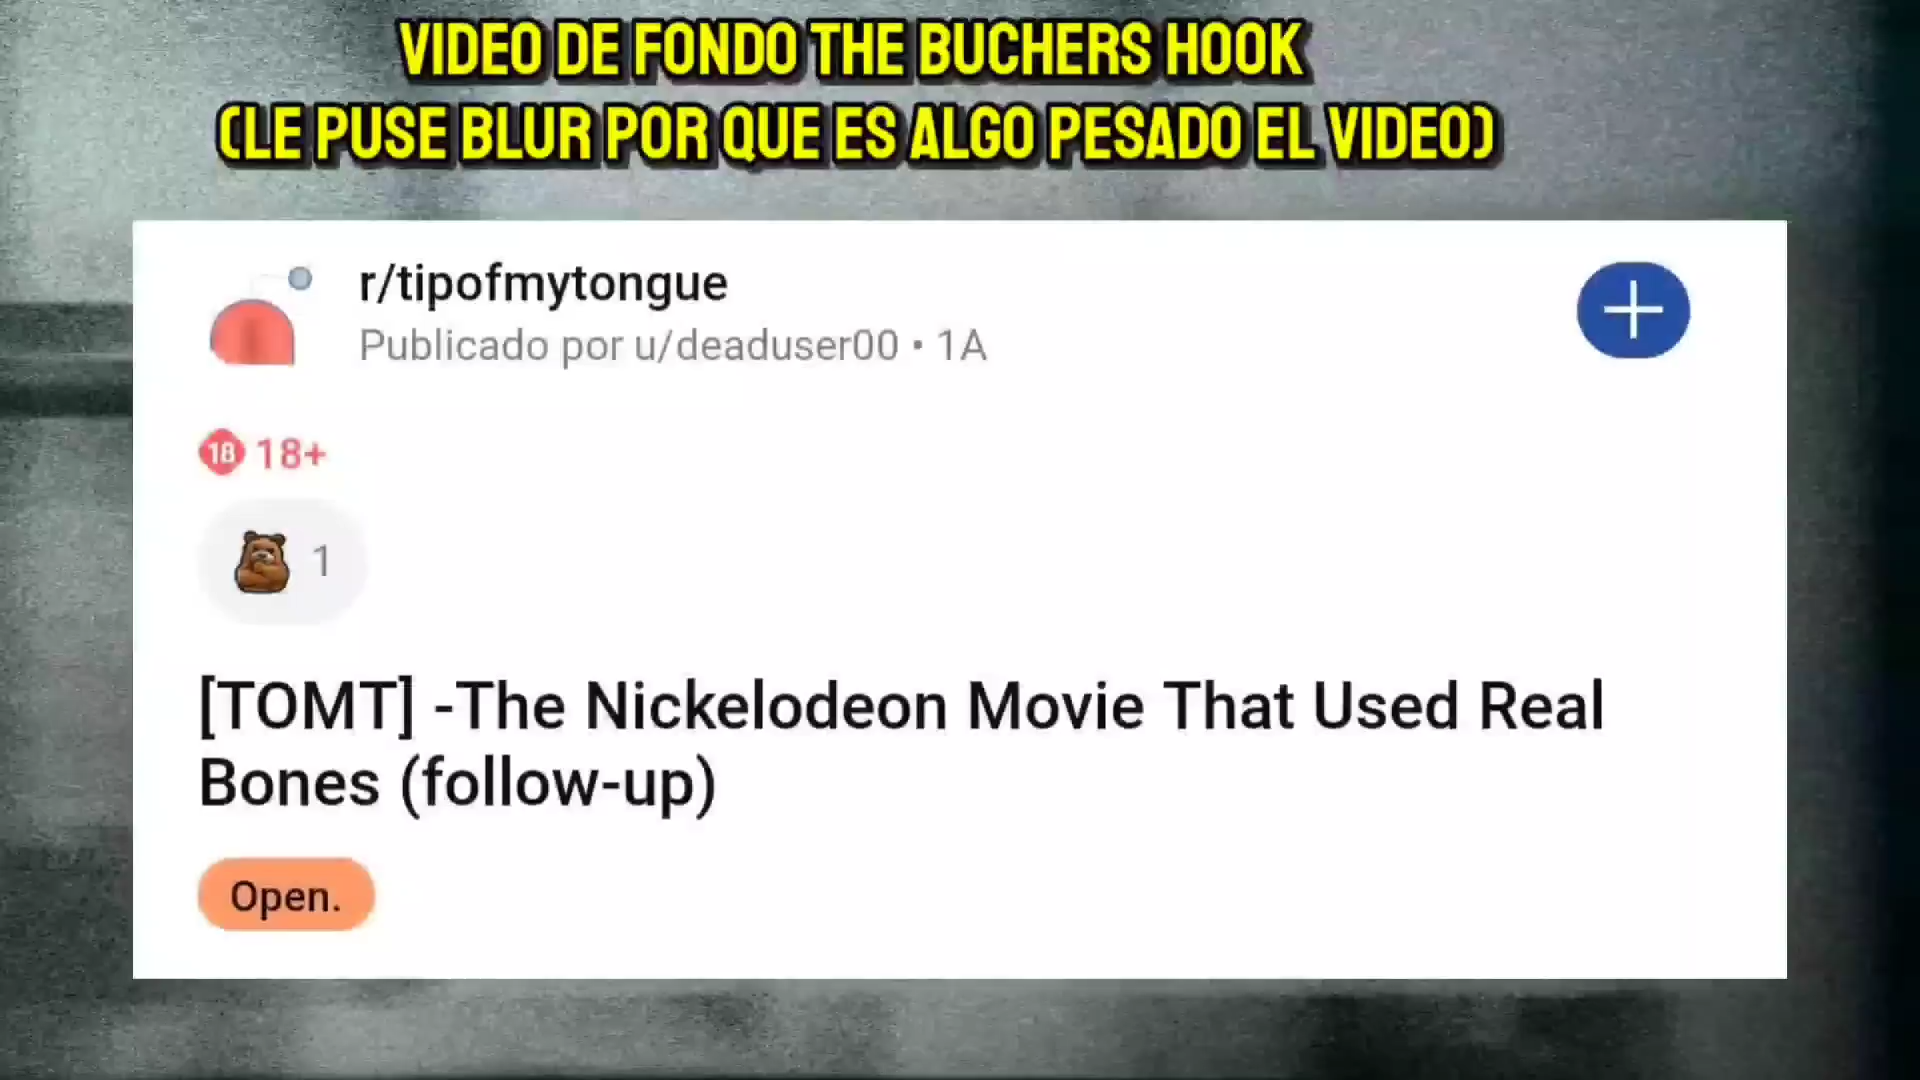 VIDEO DE FONDO THE BUCHERS HOOK
(LE PUSE BLUR POR QUE ES ALGO PESADO EL VIDEO)
r/tipofmytongue
Publicado por u/deaduser00 • 1A
18 18+
1
[TOMT] -The Nickelodeon Movie That Used Real
Bones (follow-up)
Open.